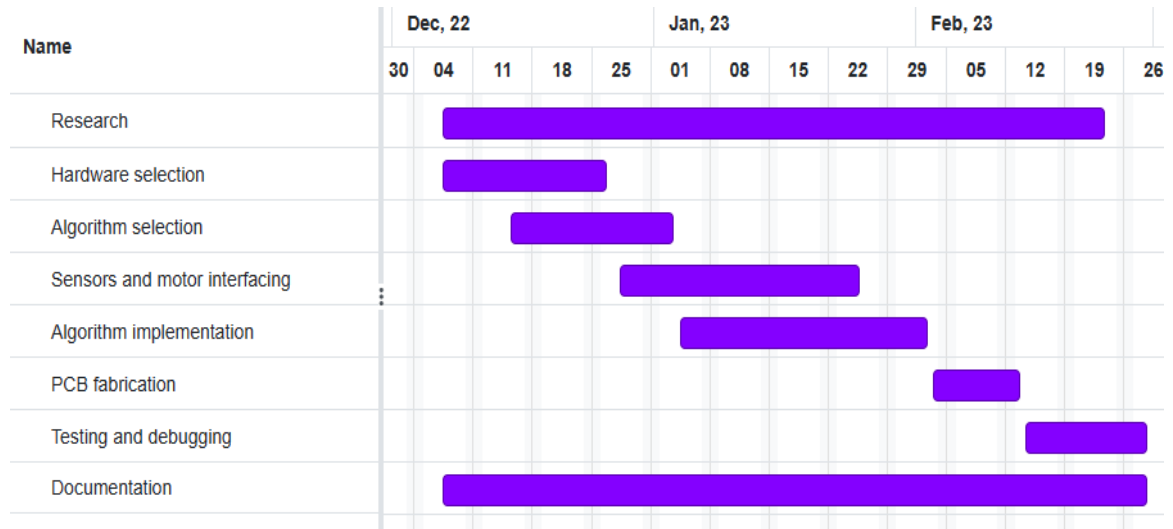 Name
Dec, 22 Jan, 23 Feb, 23
30 04 11 18 25 01 08 15 22 29 05 12 19 26
Research
Hardware selection
Algorithm selection
Sensors and motor interfacing
Algorithm implementation
PCB fabrication
Testing and debugging
Documentation